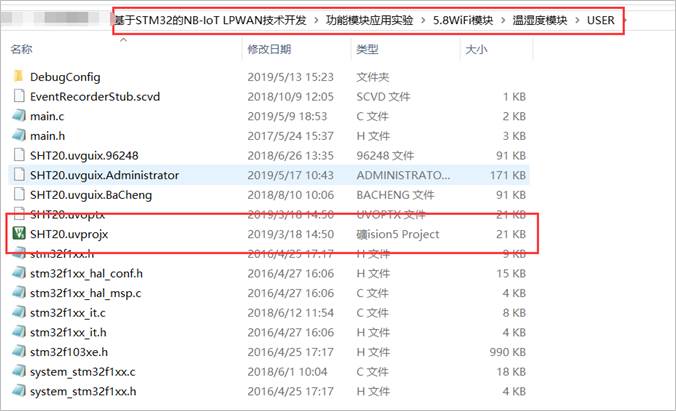 基于STM32的NB-IoT LPWAN技术开发 > 功能模块应用实验 > 5.8WiFi模块 > 温湿度模块 > USER >
名称 修改日期 类型 大小
DebugConfig 2019/5/13 15:23 文件夹
EventRecorderStub.scvd 2018/10/9 12:05 SCVD 文件 1 KB
main.c 2019/5/9 18:53 C 文件 2 KB
main.h 2017/5/24 15:37 H 文件 3 KB
SHT20.uvguix.96248 2018/6/26 13:35 96248 文件 91 KB
SHT20.uvguix.Administrator 2019/5/17 10:43 ADMINISTRATO... 171 KB
SHT20.uvguix.BaCheng 2018/8/10 10:06 BACHENG 文件 91 KB
SHT20.uvoptx 2019/3/18 14:50 UVOPTX 文件 21 KB
SHT20.uvprojx 2019/3/18 14:50 礦ision5 Project 21 KB
stm32f1xx.h 2016/4/25 17:17 H 文件 9 KB
stm32f1xx_hal_conf.h 2016/4/27 16:06 H 文件 15 KB
stm32f1xx_hal_msp.c 2016/4/27 16:06 C 文件 4 KB
stm32f1xx_it.c 2018/6/12 11:54 C 文件 8 KB
stm32f1xx_it.h 2016/4/27 16:06 H 文件 4 KB
stm32f103xe.h 2016/4/25 17:17 H 文件 990 KB
system_stm32f1xx.c 2018/6/1 10:04 C 文件 18 KB
system_stm32f1xx.h 2016/4/25 17:17 H 文件 4 KB